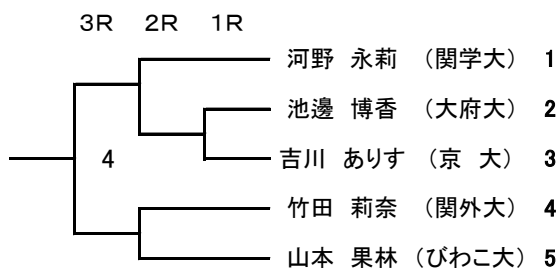 3R 2R 1R
河野 永莉 (関学大) 1
池邊 博香 (大府大) 2
4
吉川 ありす (京 大) 3
竹田 莉奈 (関外大) 4
山本 果林 (びわこ大) 5